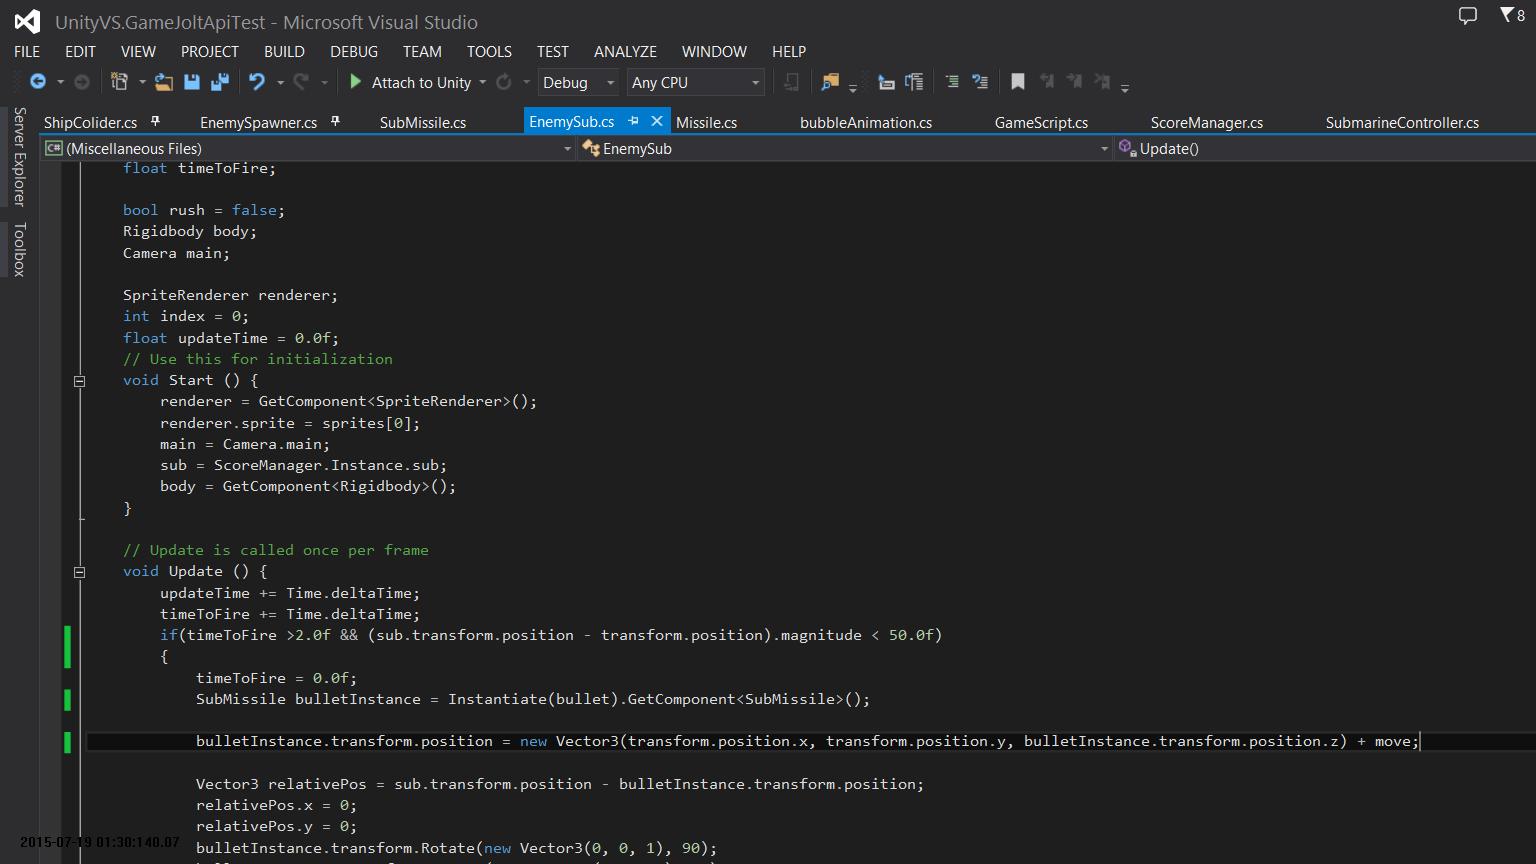 UnityVS.GameJoltApiTest - Microsoft Visual Studio
8
FILE EDIT VIEW PROJECT BUILD DEBUG TEAM TOOLS TEST ANALYZE WINDOW HELP
Attach to Unity Debug Any CPU
Server Explorer
Toolbox
ShipColider.cs EnemySpawner.cs SubMissile.cs EnemySub.cs Missile.cs bubbleAnimation.cs GameScript.cs ScoreManager.cs SubmarineController.cs
C# (Miscellaneous Files) EnemySub Update()
float timeToFire;
bool rush = false;
Rigidbody body;
Camera main;
SpriteRenderer renderer;
int index = 0;
float updateTime = 0.0f;
// Use this for initialization
void Start () {
renderer = GetComponent<SpriteRenderer>();
renderer.sprite = sprites[0];
main = Camera.main;
sub = ScoreManager.Instance.sub;
body = GetComponent<Rigidbody>();
}
// Update is called once per frame
void Update () {
updateTime += Time.deltaTime;
timeToFire += Time.deltaTime;
if(timeToFire >2.0f && (sub.transform.position - transform.position).magnitude < 50.0f)
{
timeToFire = 0.0f;
SubMissile bulletInstance = Instantiate(bullet).GetComponent<SubMissile>();
bulletInstance.transform.position = new Vector3(transform.position.x, transform.position.y, bulletInstance.transform.position.z) + move;
Vector3 relativePos = sub.transform.position - bulletInstance.transform.position;
relativePos.x = 0;
relativePos.y = 0;
bulletInstance.transform.Rotate(new Vector3(0, 0, 1), 90);
2015-07-19 01:30:140.07